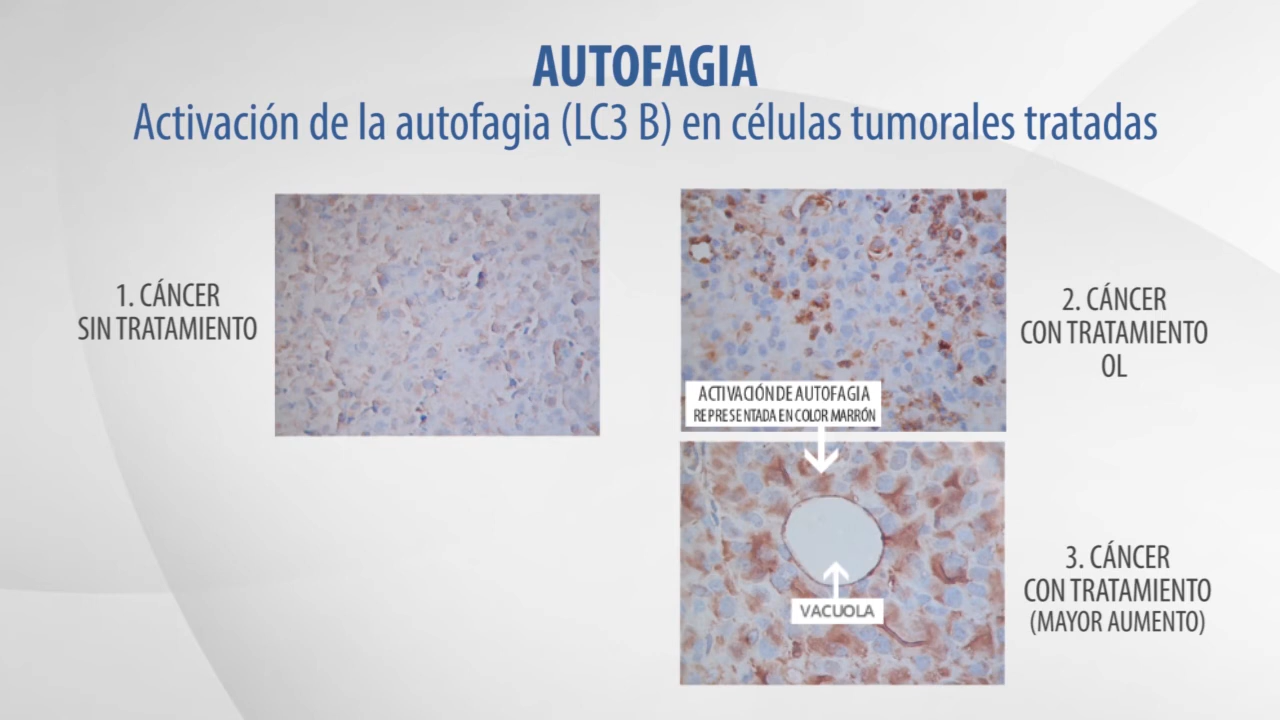 AUTOFAGIA
Activación de la autofagia (LC3 B) en células tumorales tratadas
1. CÁNCER
SIN TRATAMIENTO
2. CÁNCER
CON TRATAMIENTO
OL
ACTIVACIÓN DE AUTOFAGIA
REPRESENTADA EN COLOR MARRÓN
VACUOLA
3. CÁNCER
CON TRATAMIENTO
(MAYOR AUMENTO)